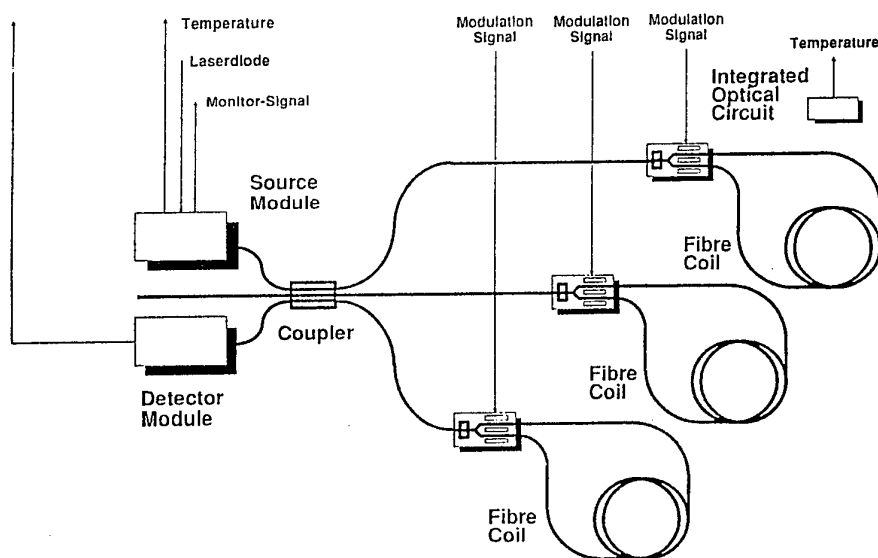 Temperature
Laserdiode
Monitor-Signal
Modulation
Signal
Modulation
Signal
Modulation
Signal
Temperature
Integrated
Optical
Circuit
Source
Module
Coupler
Detector
Module
Fibre
Coil
Fibre
Coil
Fibre
Coil